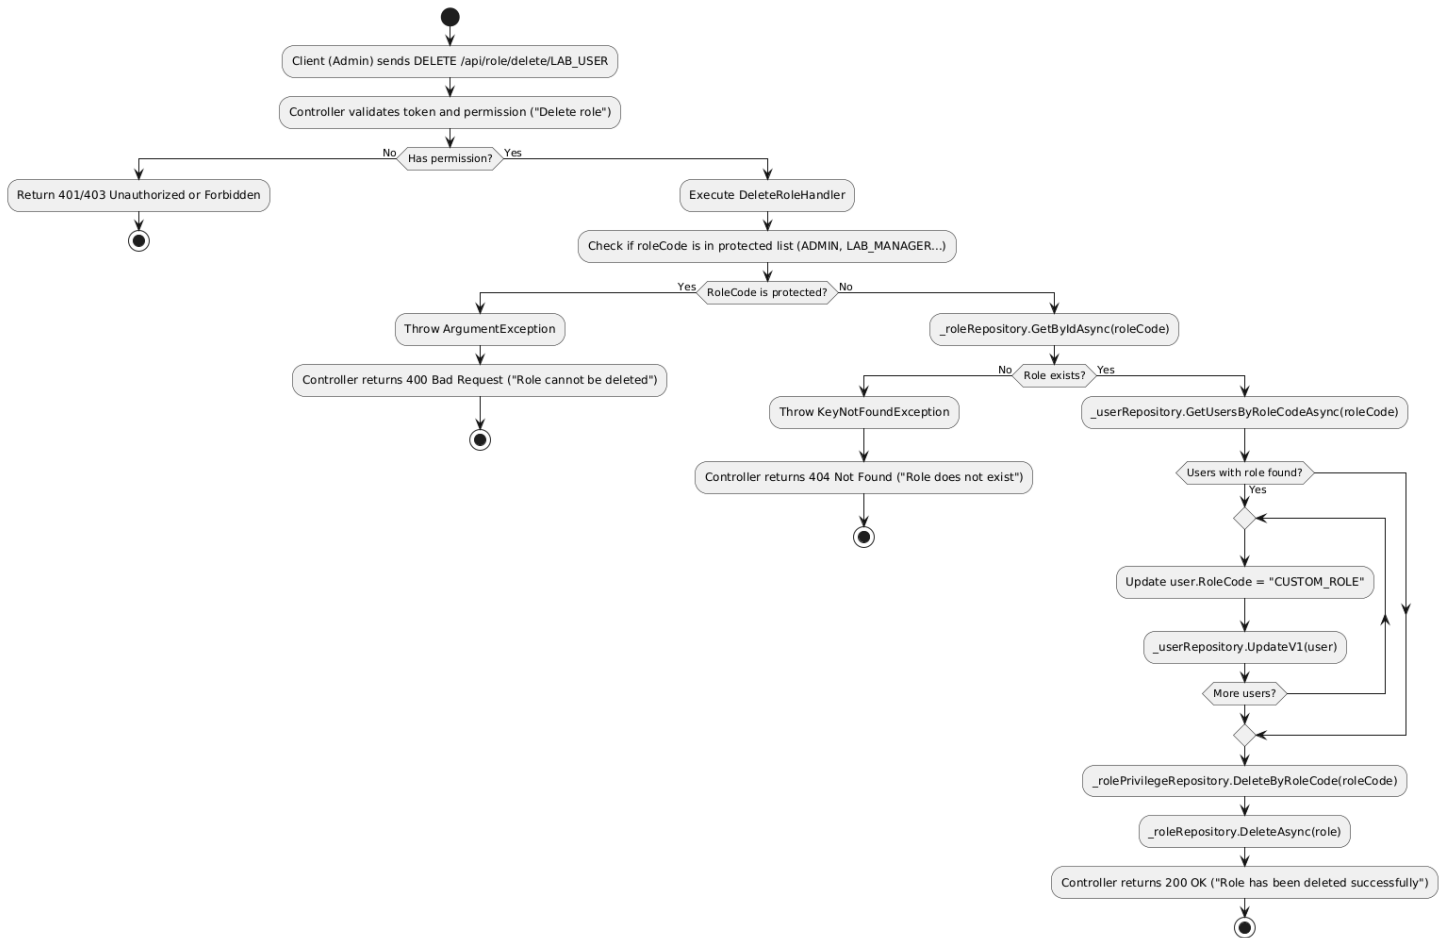 Client (Admin) sends DELETE /api/role/delete/LAB_USER
Controller validates token and permission ("Delete role")
No
Has permission?
Yes
Return 401/403 Unauthorized or Forbidden
Execute DeleteRoleHandler
Check if roleCode is in protected list (ADMIN, LAB_MANAGER...)
Yes
RoleCode is protected?
No
Throw ArgumentException
_roleRepository.GetByIdAsync(roleCode)
Controller returns 400 Bad Request ("Role cannot be deleted")
No
Role exists?
Yes
Throw KeyNotFoundException
_userRepository.GetUsersByRoleCodeAsync(roleCode)
Controller returns 404 Not Found ("Role does not exist")
Users with role found?
Yes
Update user.RoleCode = "CUSTOM_ROLE"
_userRepository.UpdateV1(user)
More users?
_rolePrivilegeRepository.DeleteByRoleCode(roleCode)
_roleRepository.DeleteAsync(role)
Controller returns 200 OK ("Role has been deleted successfully")